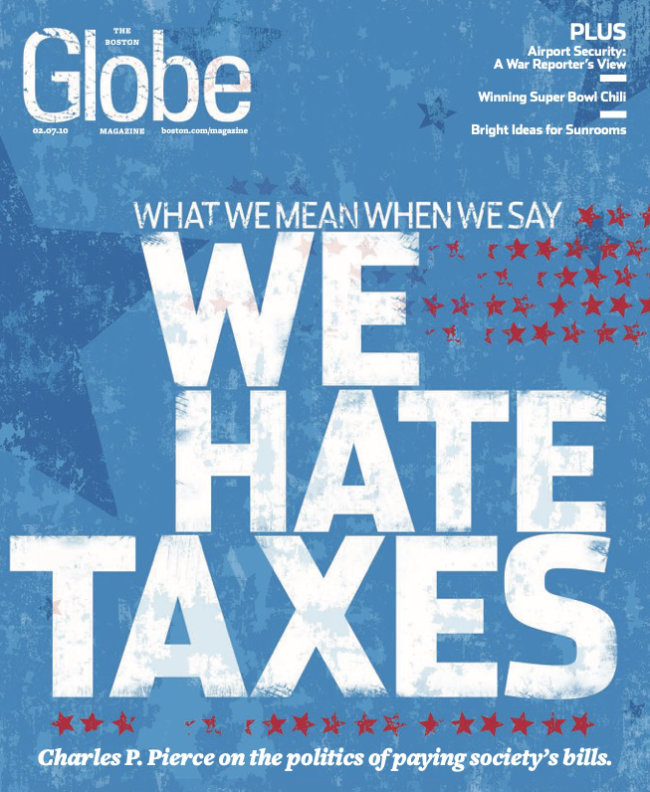 THE
BOSTON
Globe
02.07.10 MAGAZINE boston.com/magazine
PLUS
Airport Security:
A War Reporter's View
Winning Super Bowl Chili
Bright Ideas for Sunrooms
WHAT WE MEAN WHEN WE SAY
WE
HATE
TAXES
Charles P. Pierce on the politics of paying society's bills.